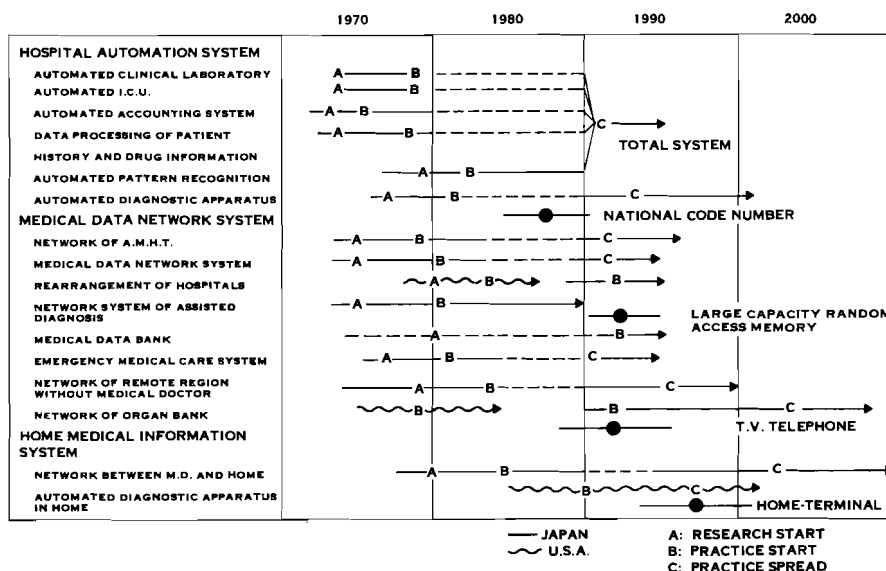 1970 1980 1990 2000
HOSPITAL AUTOMATION SYSTEM
AUTOMATED CLINICAL LABORATORY A B
AUTOMATED I.C.U. A B
AUTOMATED ACCOUNTING SYSTEM A B
C
DATA PROCESSING OF PATIENT A B
TOTAL SYSTEM
HISTORY AND DRUG INFORMATION
AUTOMATED PATTERN RECOGNITION A B
AUTOMATED DIAGNOSTIC APPARATUS A B C
MEDICAL DATA NETWORK SYSTEM NATIONAL CODE NUMBER
NETWORK OF A.M.H.T. A B C
MEDICAL DATA NETWORK SYSTEM A B C
REARRANGEMENT OF HOSPITALS A B B
NETWORK SYSTEM OF ASSISTED A B
DIAGNOSIS
LARGE CAPACITY RANDOM
ACCESS MEMORY
MEDICAL DATA BANK A B
EMERGENCY MEDICAL CARE SYSTEM A B C
NETWORK OF REMOTE REGION A B C
WITHOUT MEDICAL DOCTOR
NETWORK OF ORGAN BANK B B C
HOME MEDICAL INFORMATION T.V. TELEPHONE
SYSTEM
NETWORK BETWEEN M.D. AND HOME A B C
AUTOMATED DIAGNOSTIC APPARATUS B C
IN HOME HOME-TERMINAL
JAPAN A: RESEARCH START
U.S.A. B: PRACTICE START
C: PRACTICE SPREAD